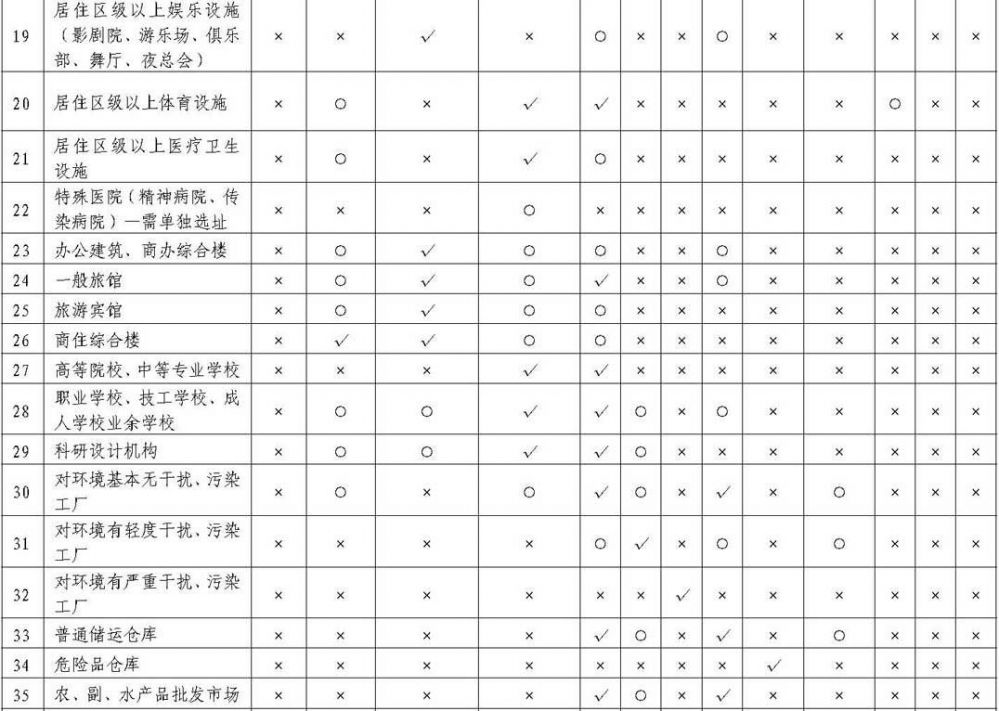 居住区级以上娱乐设施
19 （影剧院、游乐场、俱乐 × × √ × ○ × × ○ × × × × ×
部、舞厅、夜总会）
20 居住区级以上体育设施 × ○ × √ √ × × × × × ○ × ×
居住区级以上医疗卫生
21 × ○ × √ ○ × × × × × × × ×
设施
特殊医院（精神病院、传
22 × × × ○ × × × × × × × × ×
染病院）—需单独选址
23 办公建筑、商办综合楼 × ○ √ ○ ○ × × ○ × × × × ×
24 一般旅馆 × ○ √ ○ √ × × ○ × × × × ×
25 旅游宾馆 × ○ √ ○ ○ × × × × × × × ×
26 商住综合楼 × √ √ ○ ○ × × × × × × × ×
27 高等院校、中等专业学校 × × × √ √ × × × × × × × ×
职业学校、技工学校、成
28 × ○ ○ √ √ ○ × ○ × × × × ×
人学校业余学校
29 科研设计机构 × ○ ○ √ √ ○ × × × × × × ×
对环境基本无干扰、污染
30 × ○ × ○ √ ○ × √ × ○ × × ×
工厂
对环境有轻度干扰、污染
31 × × × × ○ √ × ○ × ○ × × ×
工厂
对环境有严重干扰、污染
32 × × × × × × √ × × × × × ×
工厂
33 普通储运仓库 × × × × √ ○ × √ × ○ × × ×
34 危险品仓库 × × × × × × × × √ × × × ×
35 农、副、水产品批发市场 × × × × √ ○ × √ × × × × ×